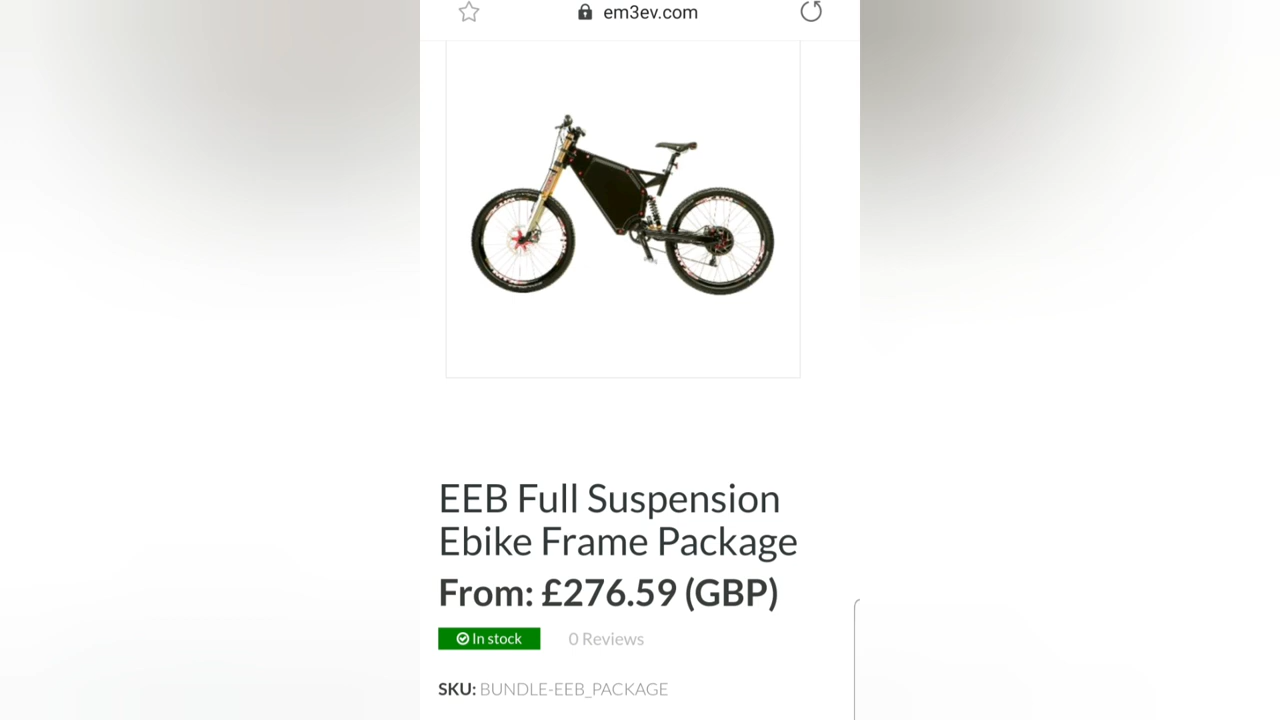 em3ev.com
EEB Full Suspension
Ebike Frame Package
From: £276.59 (GBP)
In stock 0 Reviews
SKU: BUNDLE-EEB_PACKAGE